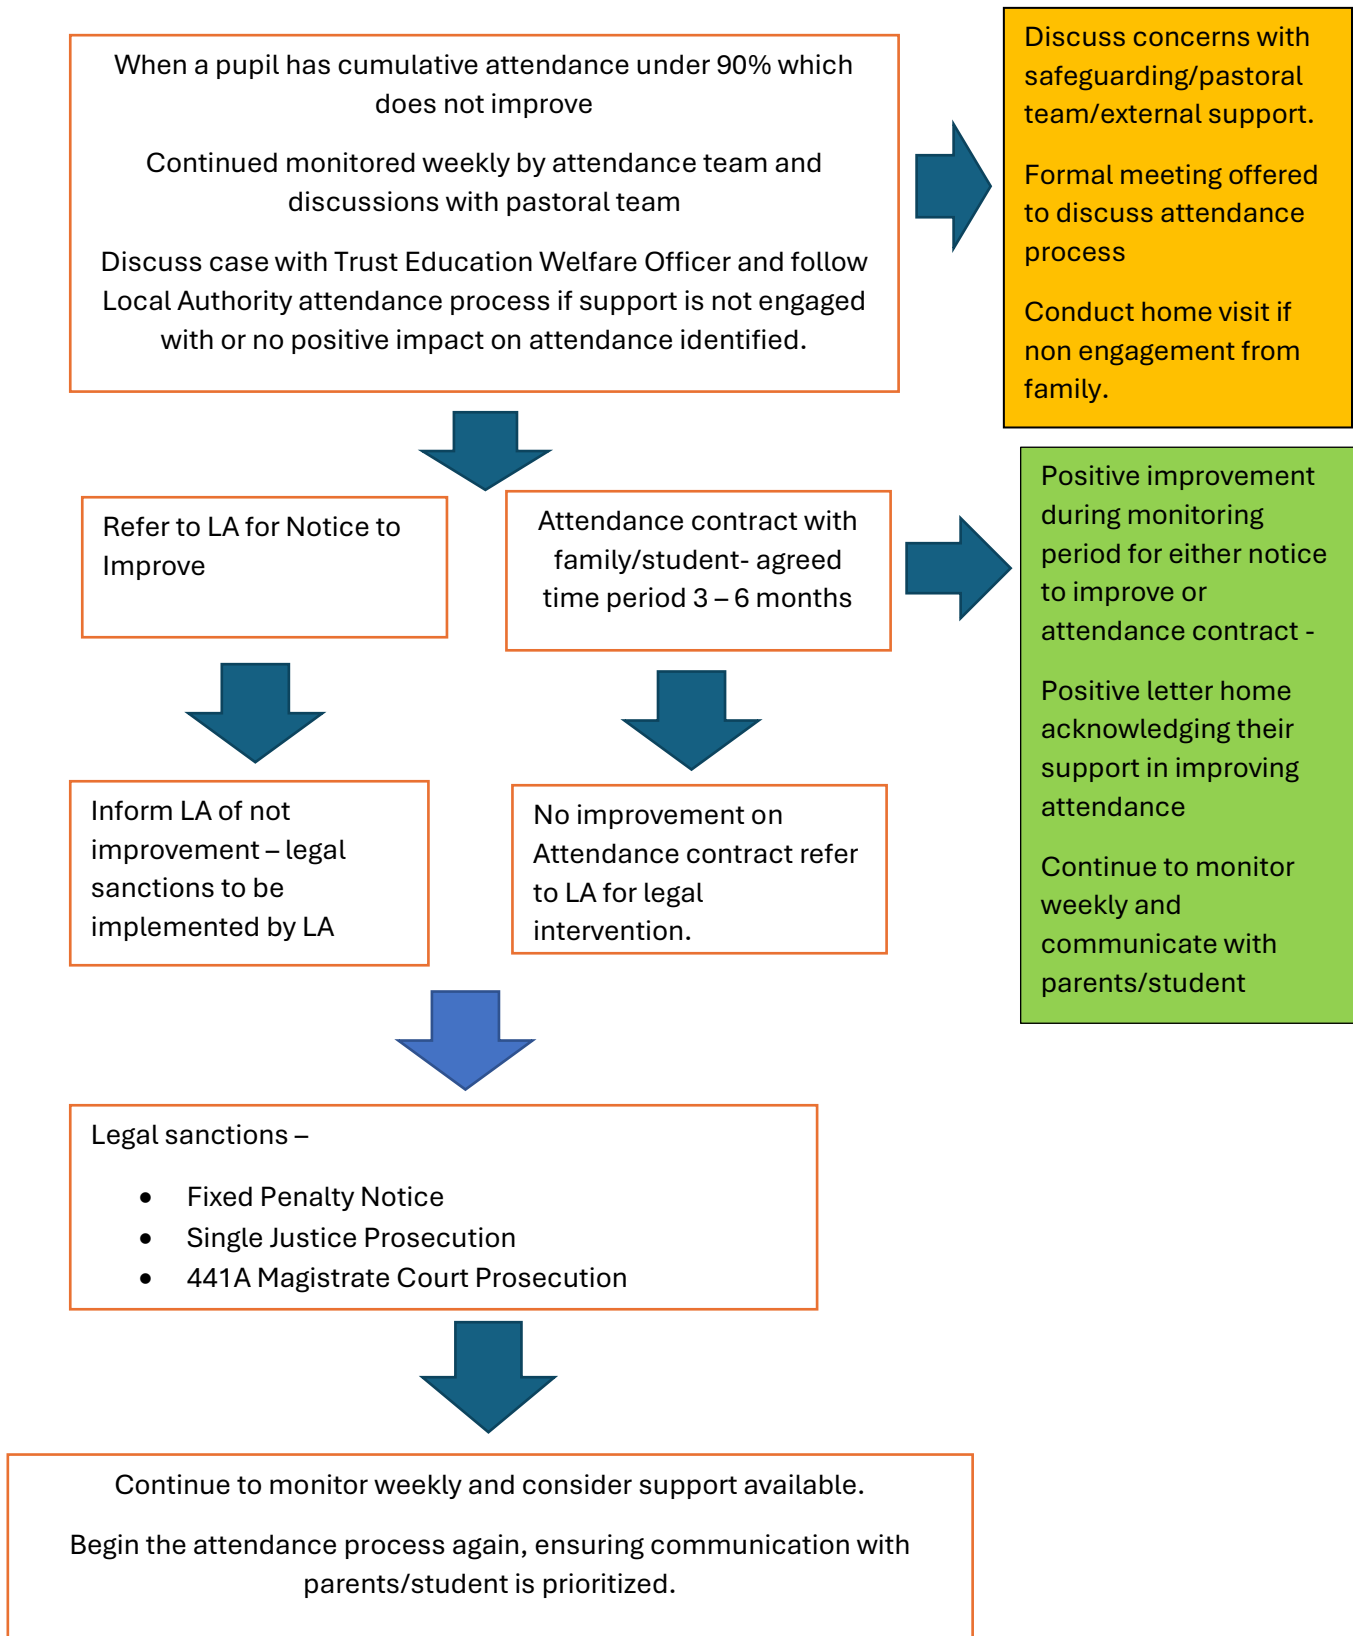 When a pupil has cumulative attendance under 90% which
does not improve
Continued monitored weekly by attendance team and
discussions with pastoral team
Discuss case with Trust Education Welfare Officer and follow
Local Authority attendance process if support is not engaged
with or no positive impact on attendance identified.
Discuss concerns with
safeguarding/pastoral
team/external support.
Formal meeting offered
to discuss attendance
process
Conduct home visit if
non engagement from
family.
Refer to LA for Notice to
Improve
Attendance contract with
family/student- agreed
time period 3 – 6 months
Positive improvement
during monitoring
period for either notice
to improve or
attendance contract -
Positive letter home
acknowledging their
support in improving
attendance
Continue to monitor
weekly and
communicate with
parents/student
Inform LA of not
improvement – legal
sanctions to be
implemented by LA
No improvement on
Attendance contract refer
to LA for legal
intervention.
Legal sanctions –
• Fixed Penalty Notice
• Single Justice Prosecution
• 441A Magistrate Court Prosecution
Continue to monitor weekly and consider support available.
Begin the attendance process again, ensuring communication with
parents/student is prioritized.